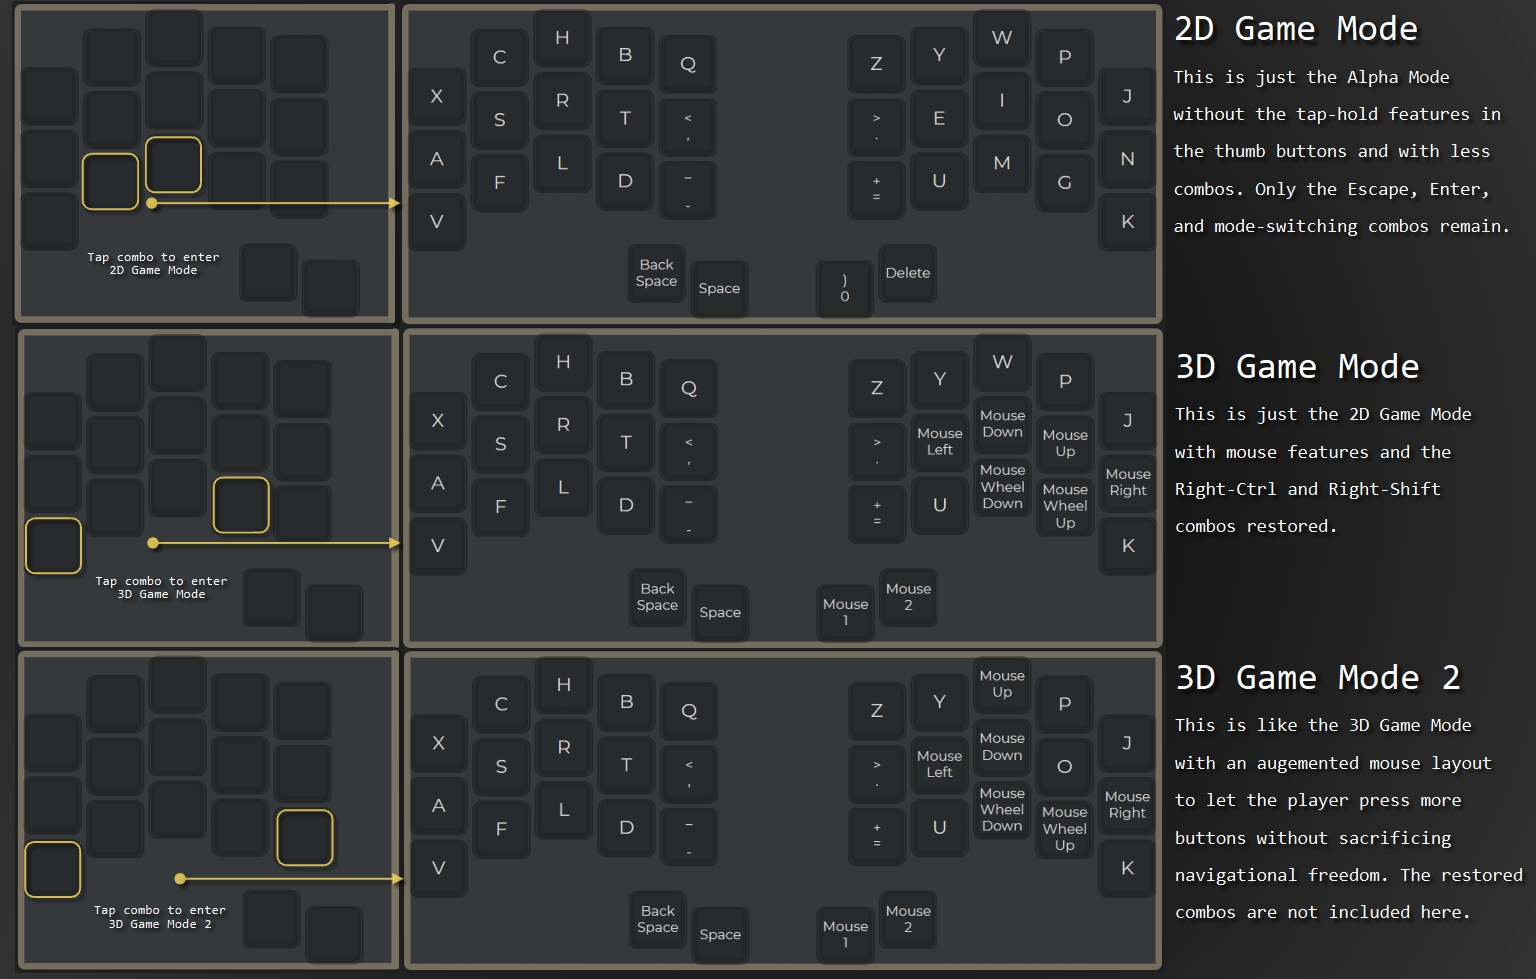 2D Game Mode
This is just the Alpha Mode
without the tap-hold features in
the thumb buttons and with less
combos. Only the Escape, Enter,
and mode-switching combos remain.
Tap combo to enter
2D Game Mode
X C H B Q Z Y W P J
A S R T < , > . E I O N
V F L D _ - + = U M G K
Back
Space
Space
)
0
Delete
3D Game Mode
This is just the 2D Game Mode
with mouse features and the
Right-Ctrl and Right-Shift
combos restored.
Tap combo to enter
3D Game Mode
X C H B Q Z Y W P J
A S R T < , > .
Mouse
Left
Mouse
Down
Mouse
Up
Mouse
Right
V F L D _ - + = U
Mouse
Wheel
Down
Mouse
Wheel
Up
K
Back
Space
Space
Mouse
1
Mouse
2
3D Game Mode 2
This is like the 3D Game Mode
with an augemented mouse layout
to let the player press more
buttons without sacrificing
navigational freedom. The restored
combos are not included here.
Tap combo to enter
3D Game Mode 2
X C H B Q Z Y
Mouse
Up
P J
A S R T < , > .
Mouse
Left
Mouse
Down
O
Mouse
Right
V F L D _ - + = U
Mouse
Wheel
Down
Mouse
Wheel
Up
K
Back
Space
Space
Mouse
1
Mouse
2